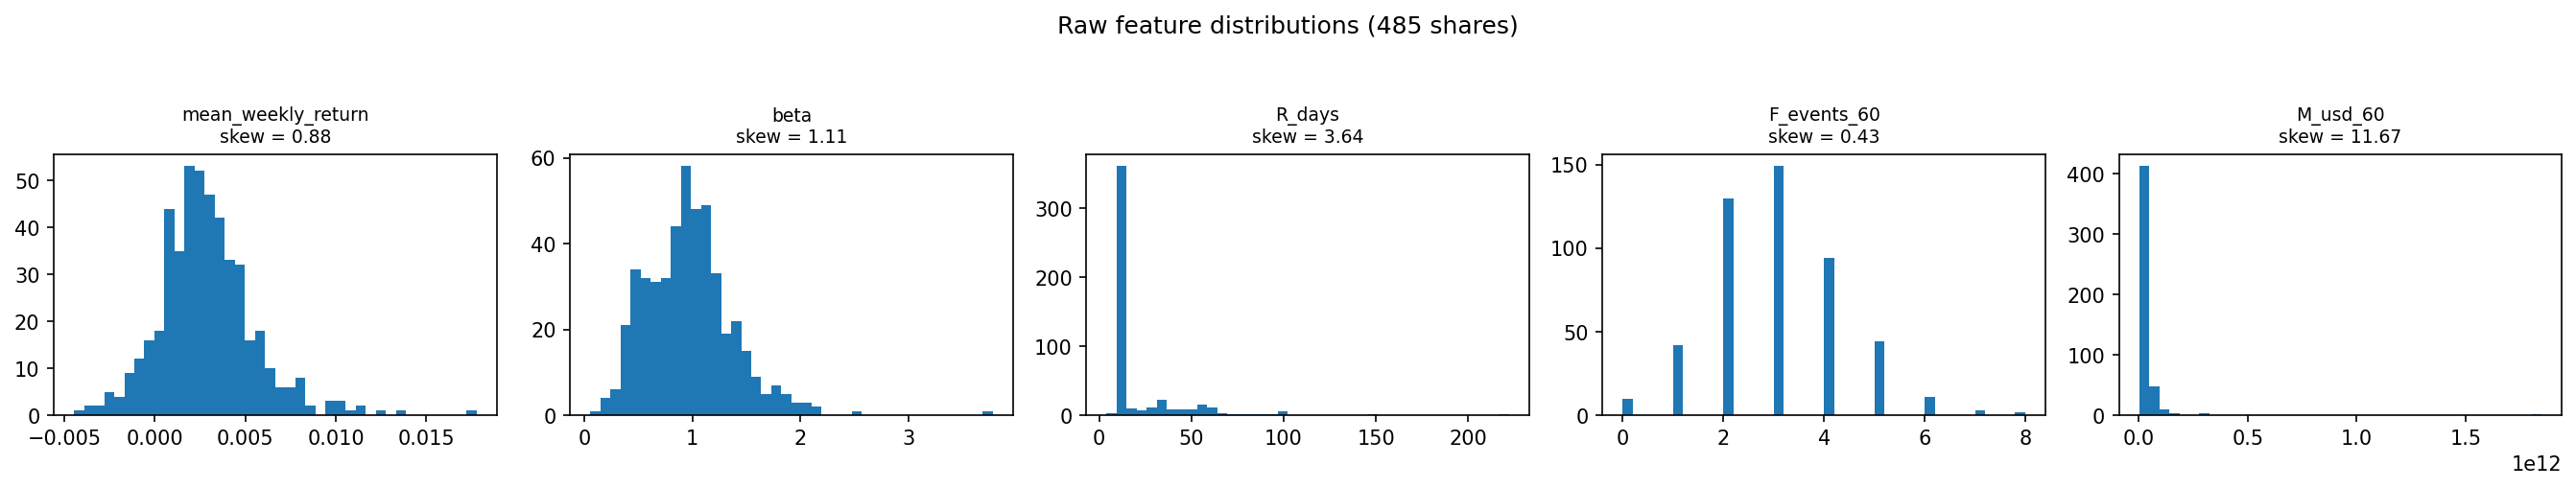 Raw feature distributions (485 shares)
mean_weekly_return
skew = 0.88
50
40
30
20
10
0
−0.005 0.000 0.005 0.010 0.015
beta
skew = 1.11
60
40
20
0
0 1 2 3
R_days
skew = 3.64
300
200
100
0
0 50 100 150 200
F_events_60
skew = 0.43
150
100
50
0
0 2 4 6 8
M_usd_60
skew = 11.67
400
300
200
100
0
0.0 0.5 1.0 1.5
1e12